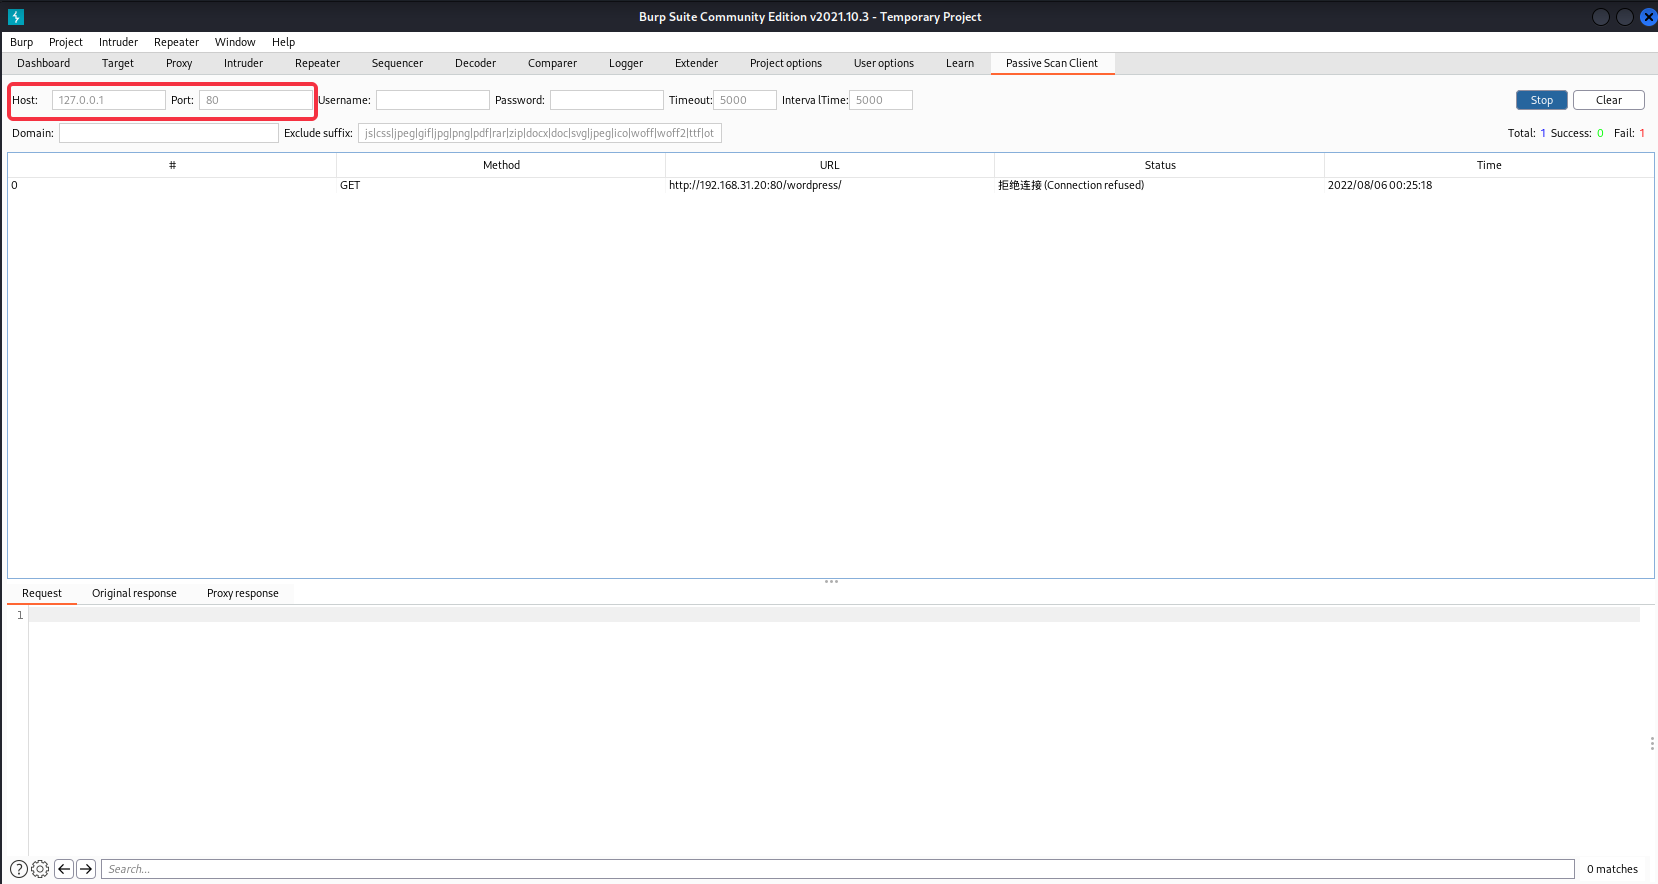 Burp Suite Community Edition v2021.10.3 - Temporary Project
Burp Project Intruder Repeater Window Help
Dashboard Target Proxy Intruder Repeater Sequencer Decoder Comparer Logger Extender Project options User options Learn Passive Scan Client
Host: 127.0.0.1 Port: 80 Username: Password: Timeout: 5000 Interva lTime: 5000 Stop Clear
Domain: Exclude suffix: js|css|jpeg|gif|jpg|png|pdf|rar|zip|docx|doc|svg|jpeg|ico|woff|woff2|ttf|ot Total: 1 Success: 0 Fail: 1
# Method URL Status Time
0 GET http://192.168.31.20:80/wordpress/ 拒绝连接 (Connection refused) 2022/08/06 00:25:18
Request Original response Proxy response
1
? Search... 0 matches